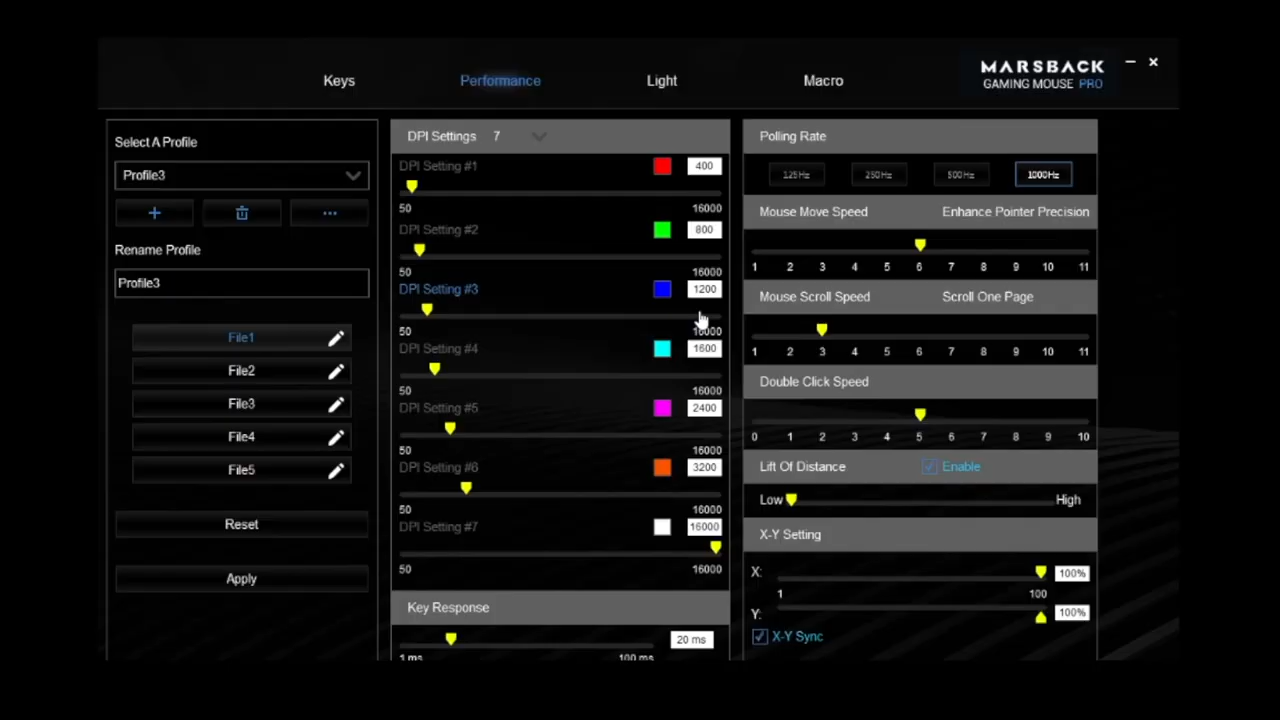 Keys
Performance
Light
Macro
MARSBACK
GAMING MOUSE PRO
Select A Profile
Profile3
Rename Profile
Profile3
File1
File2
File3
File4
File5
Reset
Apply
DPI Settings 7
DPI Setting #1 400
50 16000
DPI Setting #2 800
50 16000
DPI Setting #3 1200
50 16000
DPI Setting #4 1600
50 16000
DPI Setting #5 2400
50 16000
DPI Setting #6 3200
50 16000
DPI Setting #7 16000
50 16000
Key Response
20 ms
1 ms 100 ms
Polling Rate
125Hz 250Hz 500Hz 1000Hz
Mouse Move Speed Enhance Pointer Precision
1 2 3 4 5 6 7 8 9 10 11
Mouse Scroll Speed Scroll One Page
1 2 3 4 5 6 7 8 9 10 11
Double Click Speed
0 1 2 3 4 5 6 7 8 9 10
Lift Of Distance Enable
Low High
X-Y Setting
X: 100%
1 100
Y: 100%
X-Y Sync